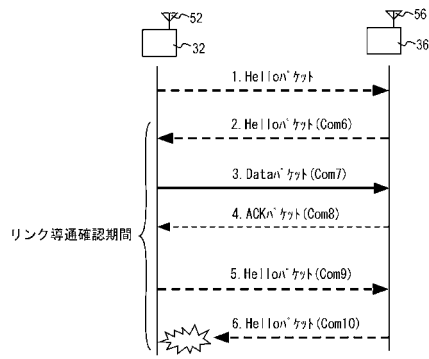 52
56
32
36
1.Helloパケット
2.Helloパケット(Com6)
3.Dataパケット(Com7)
4.ACKパケット(Com8)
リンク導通確認期間
5.Helloパケット(Com9)
6.Helloパケット(Com10)